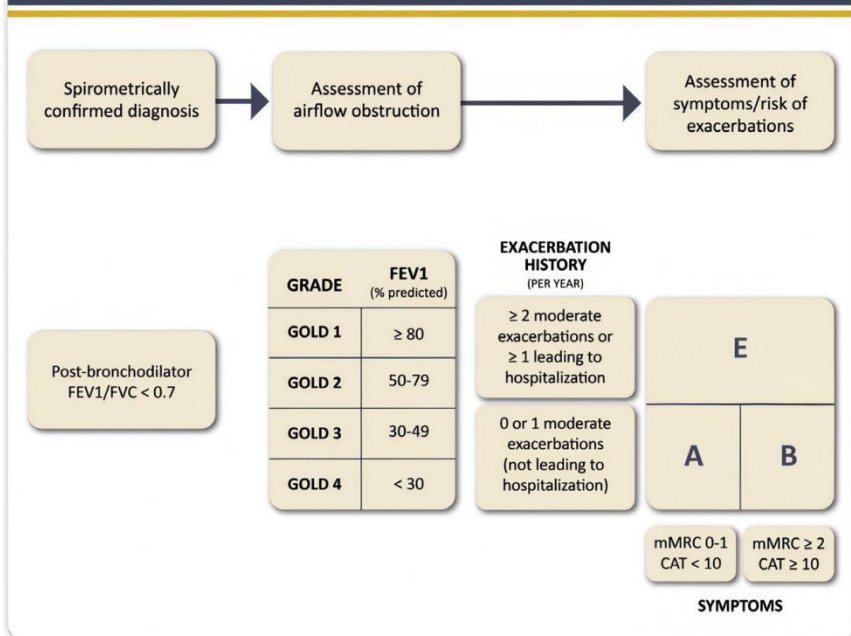 Spirometrically
confirmed diagnosis
Assessment of
airflow obstruction
Assessment of
symptoms/risk of
exacerbations
Post-bronchodilator
FEV1/FVC < 0.7
GRADE
FEV1
(% predicted)
GOLD 1
≥ 80
GOLD 2
50-79
GOLD 3
30-49
GOLD 4
< 30
EXACERBATION
HISTORY
(PER YEAR)
≥ 2 moderate
exacerbations or
≥ 1 leading to
hospitalization
0 or 1 moderate
exacerbations
(not leading to
hospitalization)
E
A
B
mMRC 0-1
CAT < 10
mMRC ≥ 2
CAT ≥ 10
SYMPTOMS